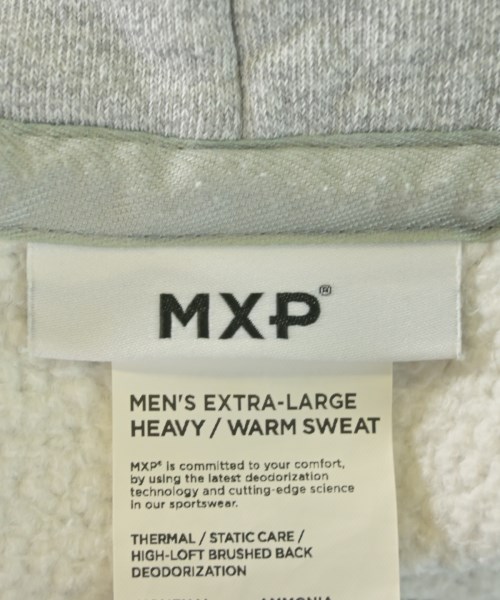 MXP®
MEN'S EXTRA-LARGE
HEAVY / WARM SWEAT
MXP® is committed to your comfort,
by using the latest deodorization
technology and cutting-edge science
in our sportswear.
THERMAL / STATIC CARE /
HIGH-LOFT BRUSHED BACK
DEODORIZATION
AMMONIA